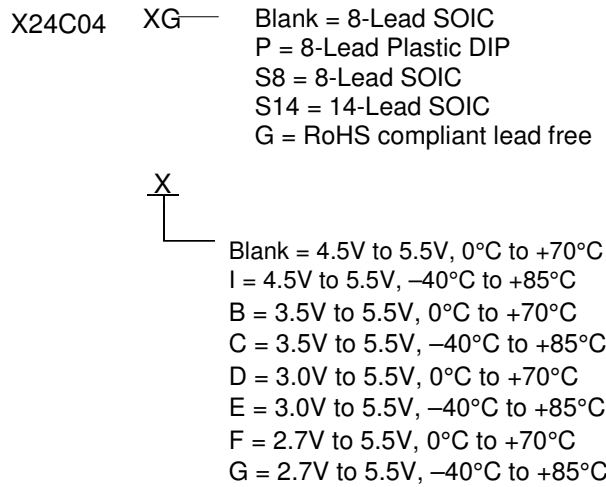 X24C04 XG Blank = 8-Lead SOIC
P = 8-Lead Plastic DIP
S8 = 8-Lead SOIC
S14 = 14-Lead SOIC
G = RoHS compliant lead free
X
Blank = 4.5V to 5.5V, 0°C to +70°C
I = 4.5V to 5.5V, –40°C to +85°C
B = 3.5V to 5.5V, 0°C to +70°C
C = 3.5V to 5.5V, –40°C to +85°C
D = 3.0V to 5.5V, 0°C to +70°C
E = 3.0V to 5.5V, –40°C to +85°C
F = 2.7V to 5.5V, 0°C to +70°C
G = 2.7V to 5.5V, –40°C to +85°C